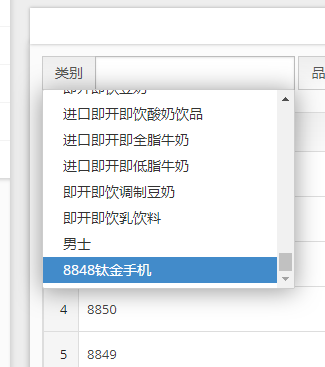 类别
品
进口即开即饮酸奶饮品
进口即开即全脂牛奶
进口即开即低脂牛奶
即开即饮调制豆奶
即开即饮乳饮料
男士
8848钛金手机
4 8850
5 8849